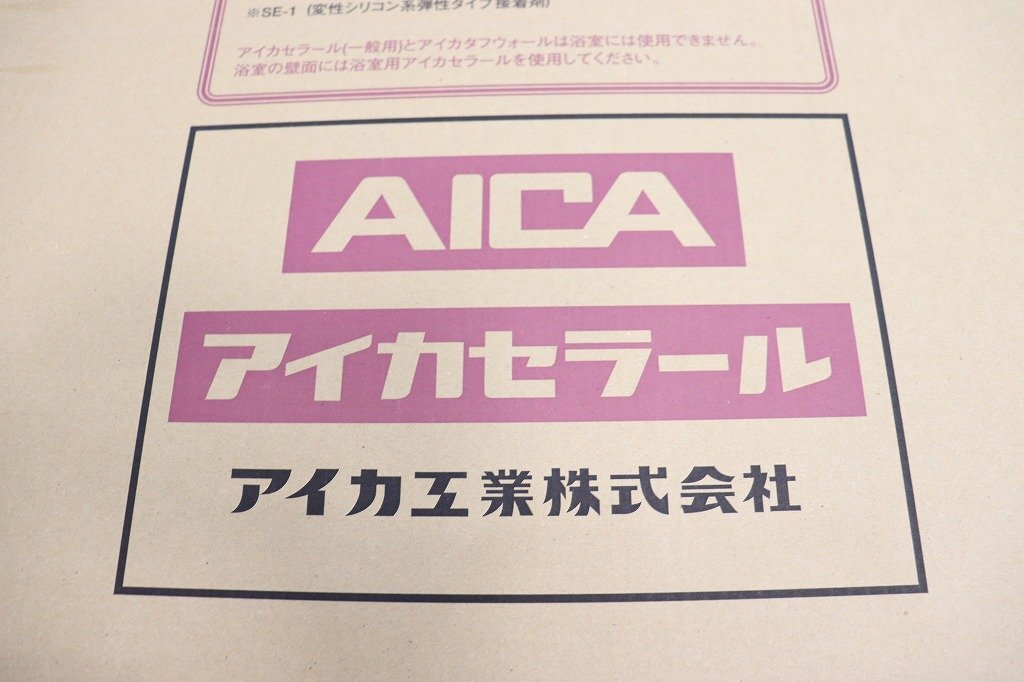 ※SE-1（変性シリコン系弾性タイプ接着剤）
アイカセラール(一般用)とアイカタフウォールは浴室には使用できません。
浴室の壁面には浴室用アイカセラールを使用してください。
AICA
アイカセラール
アイカ工業株式会社